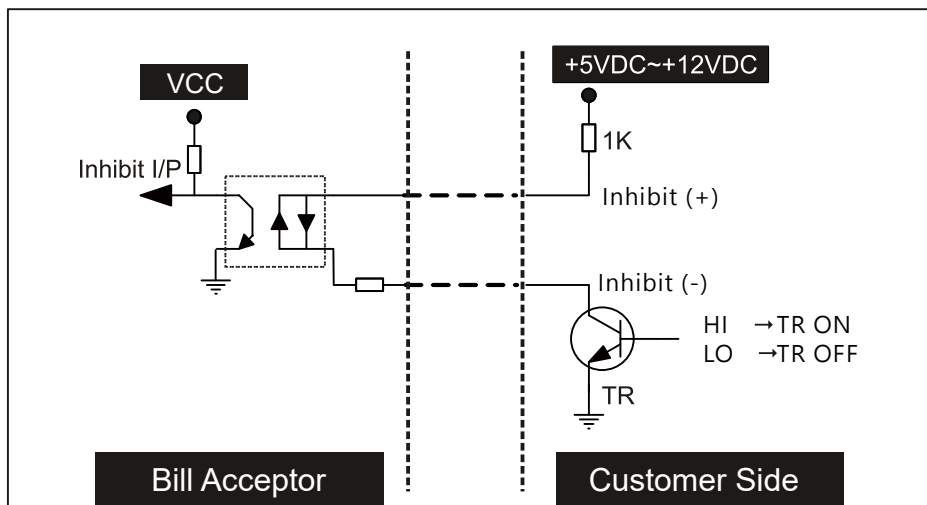 +5VDC~+12VDC
VCC
1K
Inhibit I/P
Inhibit (+)
Inhibit (-)
HI →TR ON
LO →TR OFF
TR
Bill Acceptor
Customer Side